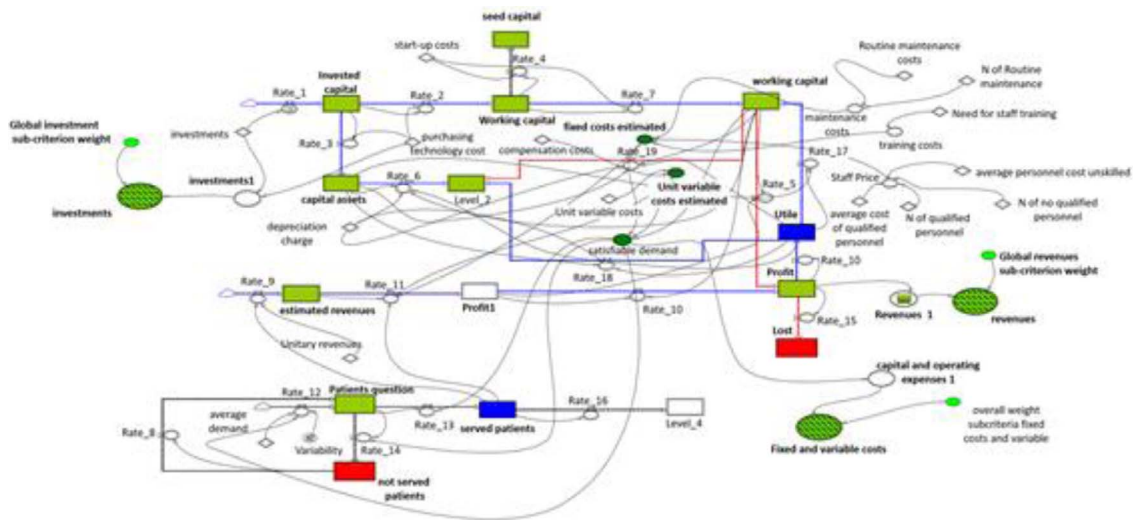 seed capital
start-up costs
Rate_4
Routine maintenance
costs
N of Routine
maintenance
Invested
capital
working capital
Rate_1
Rate_2
Rate_7
Need for staff training
Global investment
sub-criterion weight
investments
Working capital
fixed costs estimated
maintenance
costs
Rate_3
purchasing
technology cost
compensation costs
Rate_19
Rate_17
training costs
investments1
Rate_6
Rate_5
Staff Price
average personnel cost unskilled
investments
capital assets
Level_2
Unit variable
costs estimated
Unit variable costs
Utile
average cost
of qualified
personnel
N of qualified
personnel
N of no qualified
personnel
depreciation
charge
satisfiable demand
Rate_10
Global revenues
sub-criterion weight
Rate_9
Rate_11
Rate_18
Profit
estimated revenues
Profit1
Rate_10
Rate_15
Revenues 1
revenues
Lost
Unitary revenues
capital and operating
expenses 1
Rate_12
Patients question
Rate_16
average
demand
Rate_8
Rate_13
served patients
Level_4
overall weight
subcriteria fixed
costs and variable
Variability
Rate_14
Fixed and variable costs
not served
patients